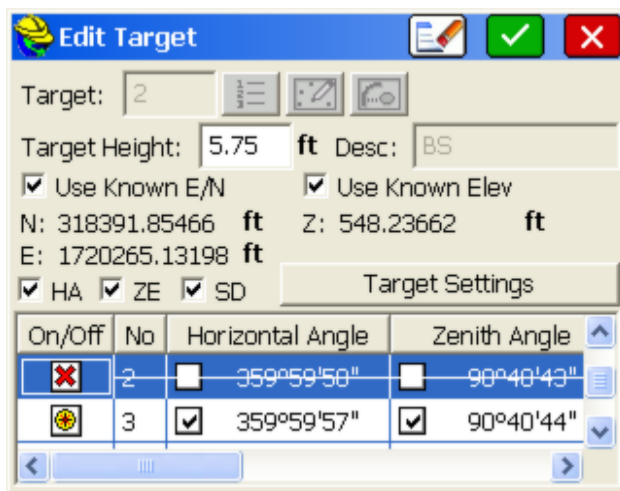 Edit Target
Target: 2
Target Height: 5.75 ft Desc: BS
Use Known E/N Use Known Elev
N: 318391.85466 ft Z: 548.23662 ft
E: 1720265.13198 ft
HA ZE SD Target Settings
On/Off No Horizontal Angle Zenith Angle
2 359°59'50" 90°40'43"
3 359°59'57" 90°40'44"